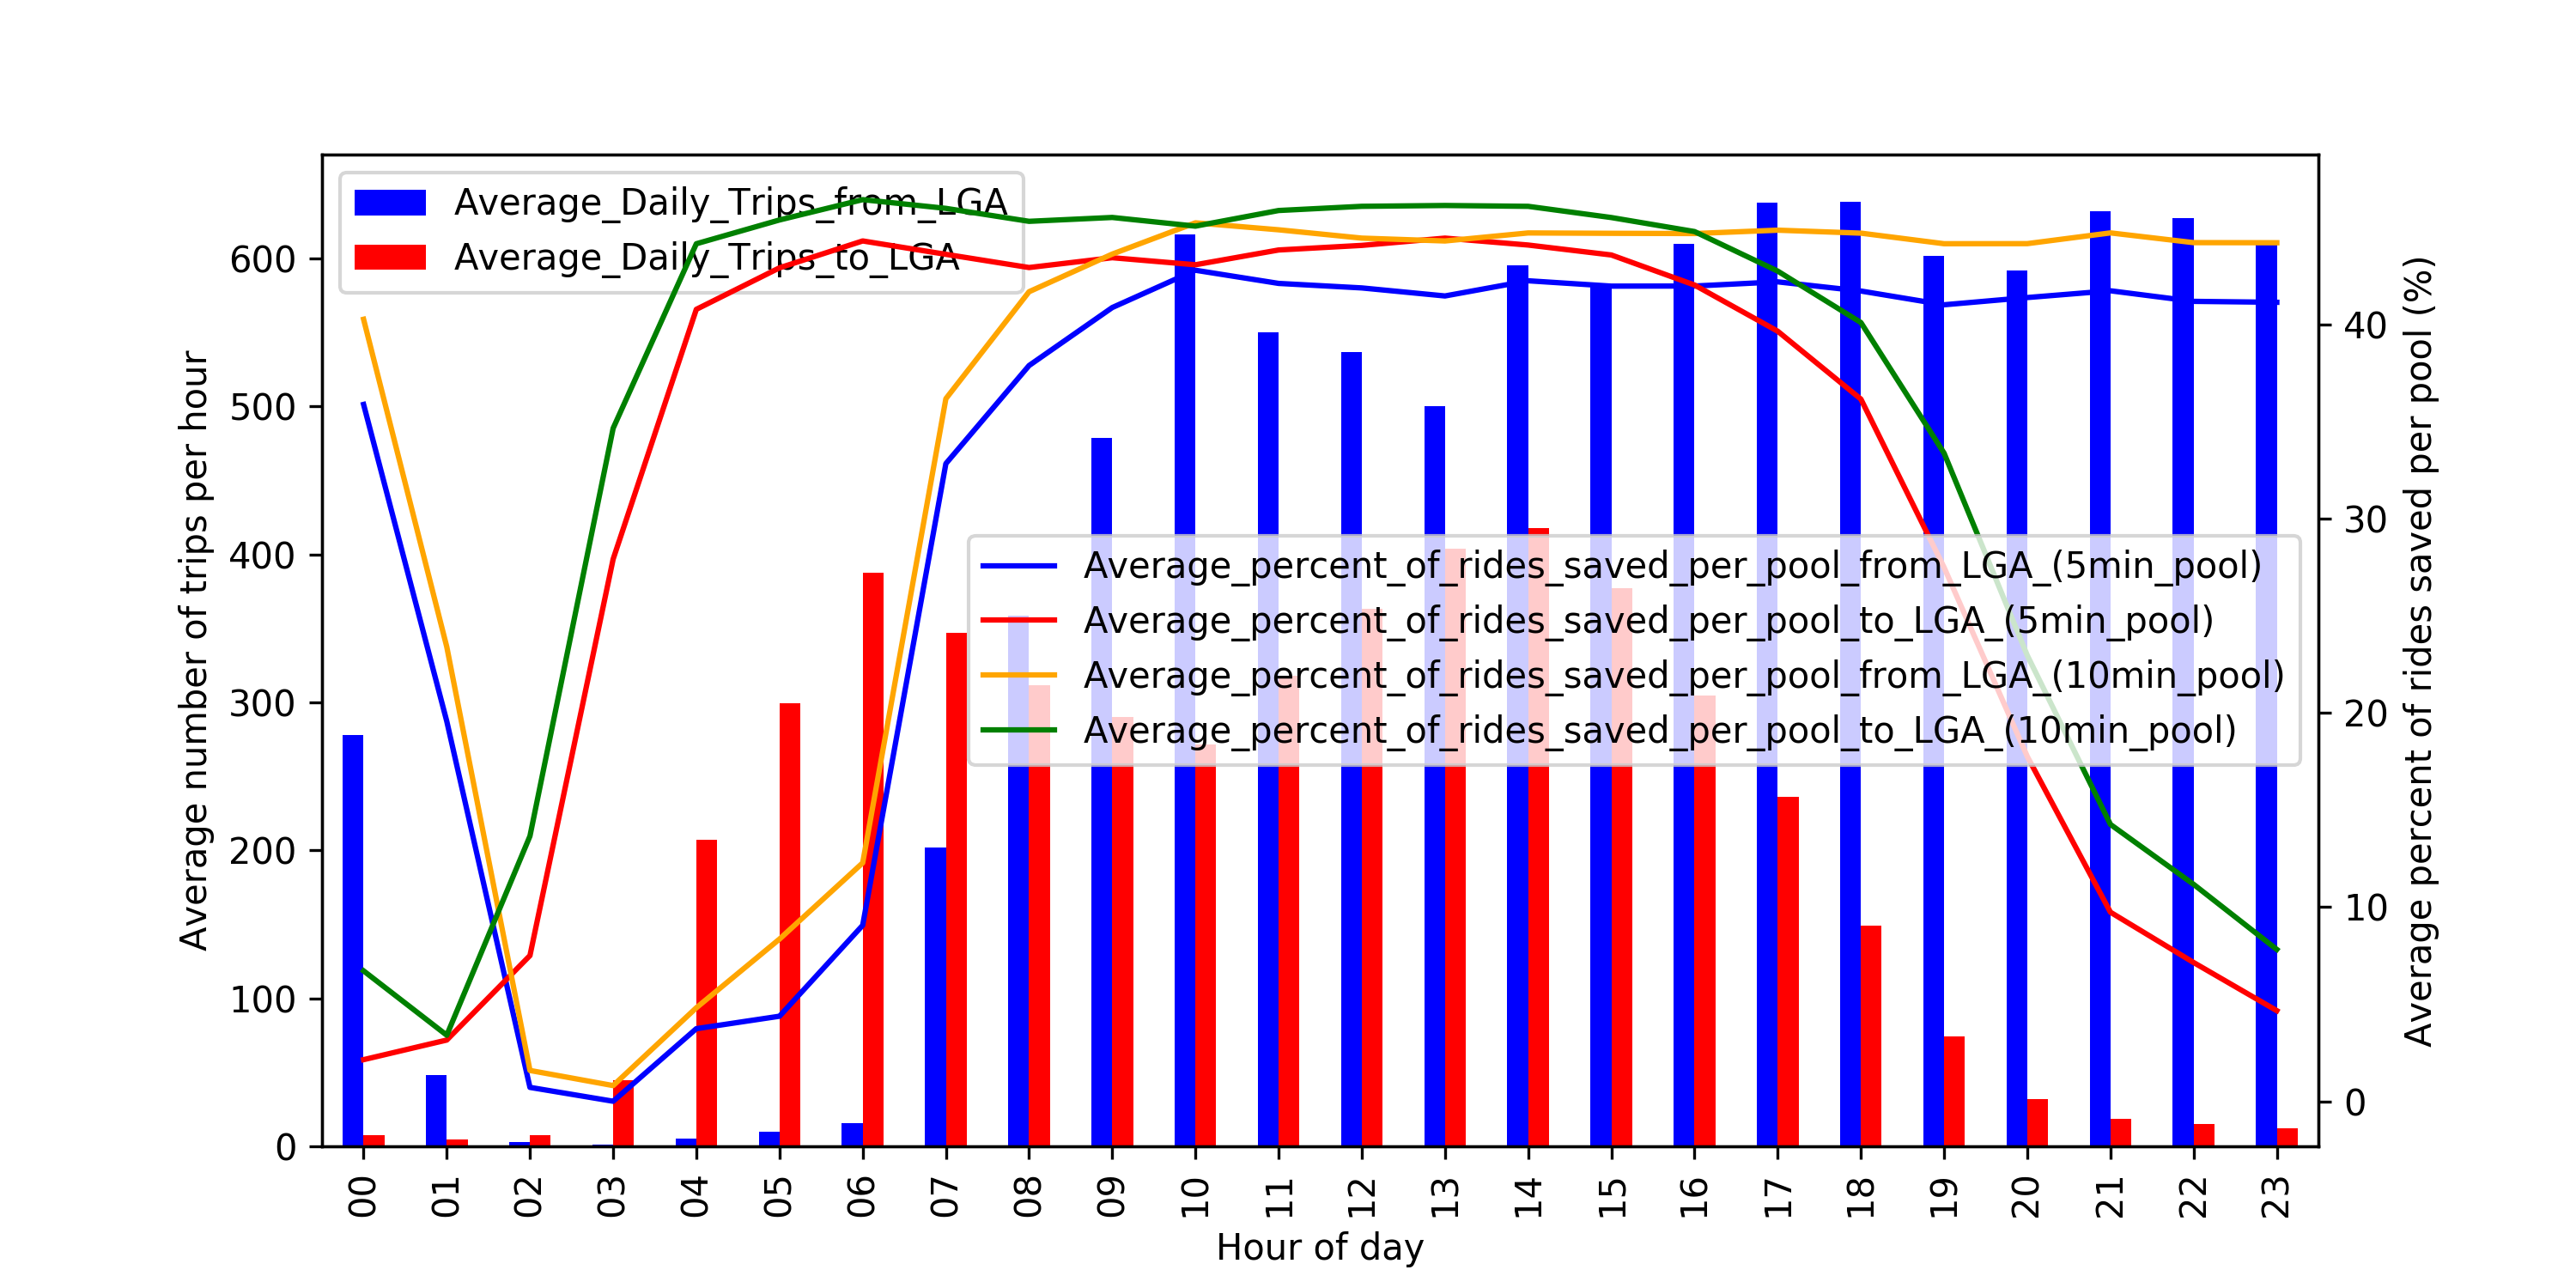 Average_Daily_Trips_from_LGA
Average_Daily_Trips_to_LGA
Average_percent_of_rides_saved_per_pool_from_LGA_(5min_pool)
Average_percent_of_rides_saved_per_pool_to_LGA_(5min_pool)
Average_percent_of_rides_saved_per_pool_from_LGA_(10min_pool)
Average_percent_of_rides_saved_per_pool_to_LGA_(10min_pool)
Average number of trips per hour
600
500
400
300
200
100
0
Average percent of rides saved per pool (%)
40
30
20
10
0
00 01 02 03 04 05 06 07 08 09 10 11 12 13 14 15 16 17 18 19 20 21 22 23
Hour of day